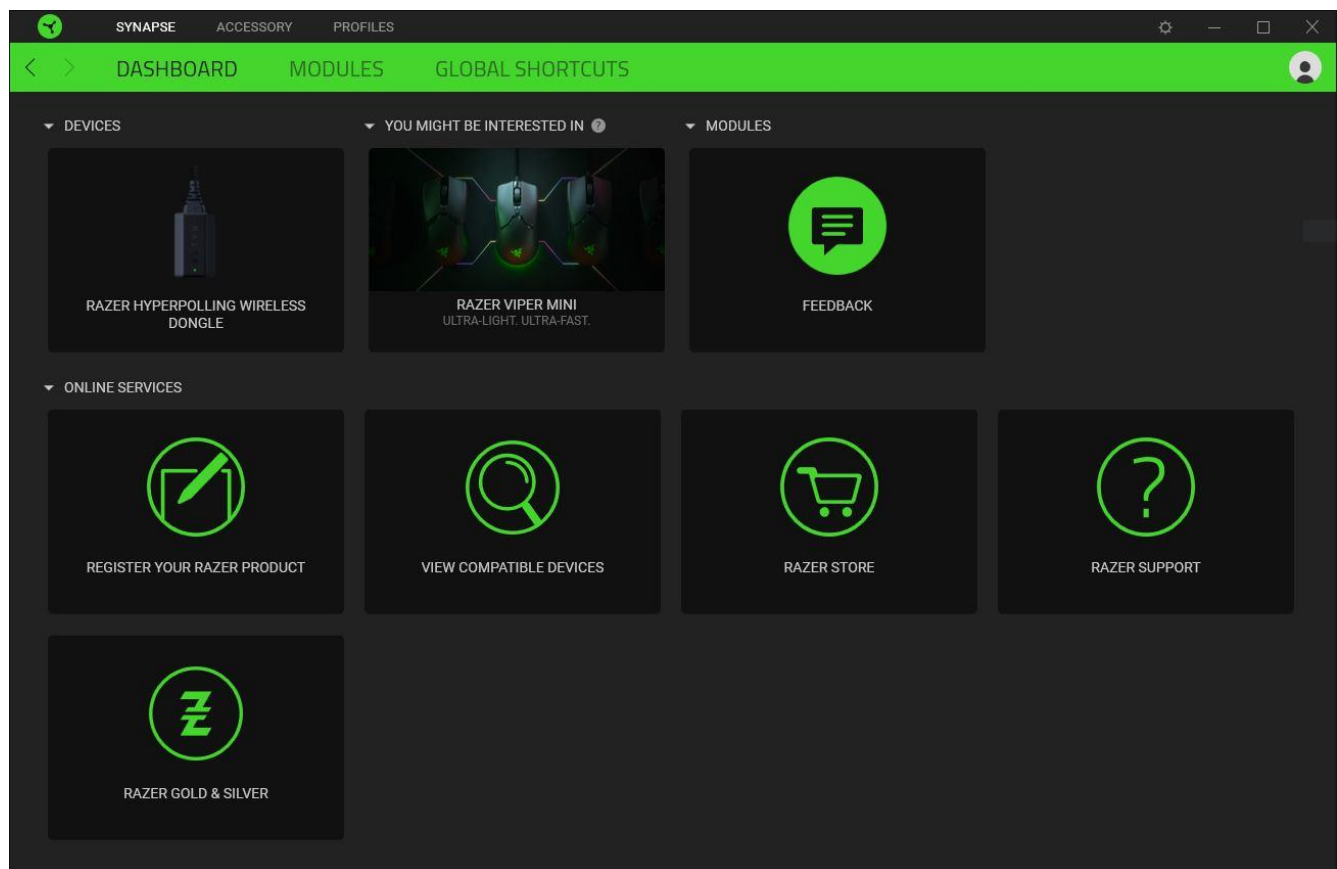 SYNAPSE ACCESSORY PROFILES
DASHBOARD MODULES GLOBAL SHORTCUTS
DEVICES
RAZER HYPERPOLLING WIRELESS
DONGLE
YOU MIGHT BE INTERESTED IN ?
RAZER VIPER MINI
ULTRA-LIGHT. ULTRA-FAST.
MODULES
FEEDBACK
ONLINE SERVICES
REGISTER YOUR RAZER PRODUCT
VIEW COMPATIBLE DEVICES
RAZER STORE
?
RAZER SUPPORT
RAZER GOLD & SILVER